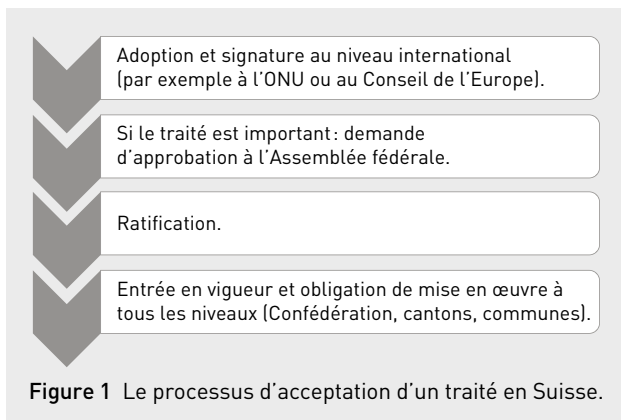 Adoption et signature au niveau international
(par exemple à l’ONU ou au Conseil de l’Europe).
Si le traité est important : demande
d’approbation à l’Assemblée fédérale.
Ratification.
Entrée en vigueur et obligation de mise en œuvre à
tous les niveaux (Confédération, cantons, communes).
Figure 1 Le processus d’acceptation d’un traité en Suisse.